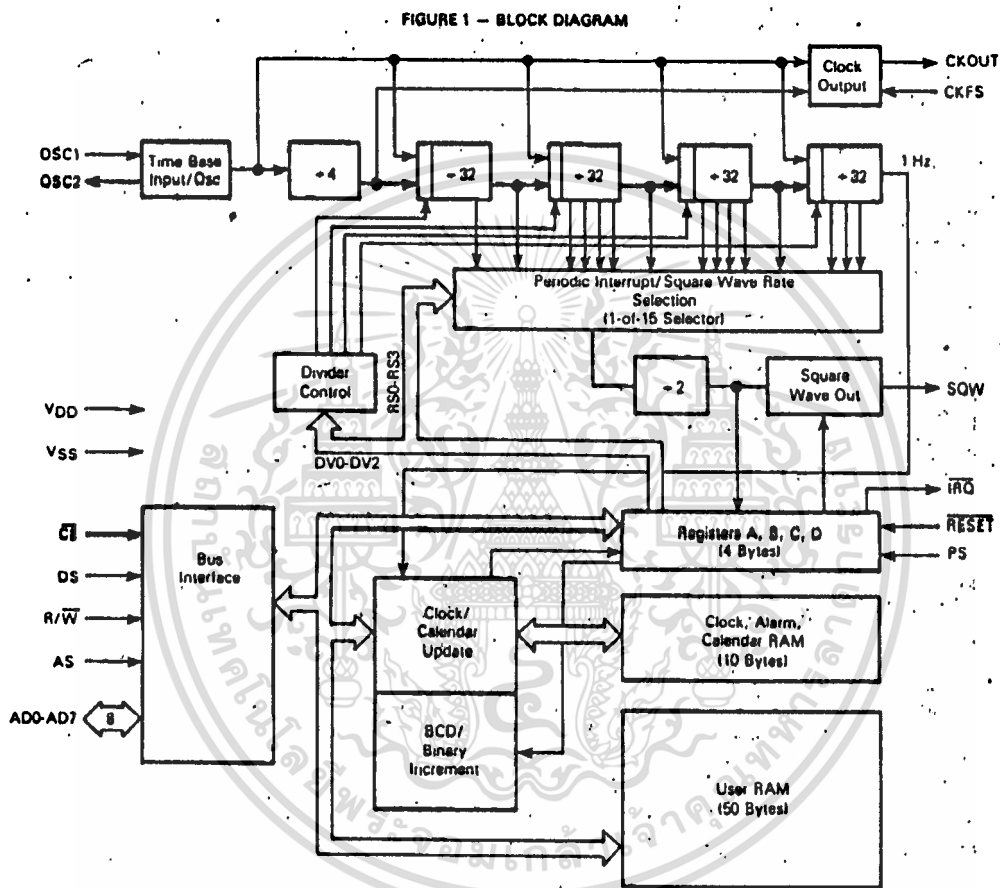 FIGURE 1 — BLOCK DIAGRAM
Clock
Output
CKOUT
CKFS
OSC1
OSC2
Time Base
Input/Osc
÷4
÷32
÷32
÷32
÷32
1 Hz
Periodic Interrupt/Square Wave Rate
Selection
(1-of-15 Selector)
Divider
Control
RS0-RS3
÷2
Square
Wave Out
SQW
VDD
VSS
DV0-DV2
IRQ
RESET
PS
Registers A, B, C, D
(4 Bytes)
CE
DS
R/W
AS
AD0-AD7
8
Bus
Interface
Clock/
Calendar
Update
Clock, Alarm,
Calendar RAM
(10 Bytes)
BCD/
Binary
Increment
User RAM
(50 Bytes)